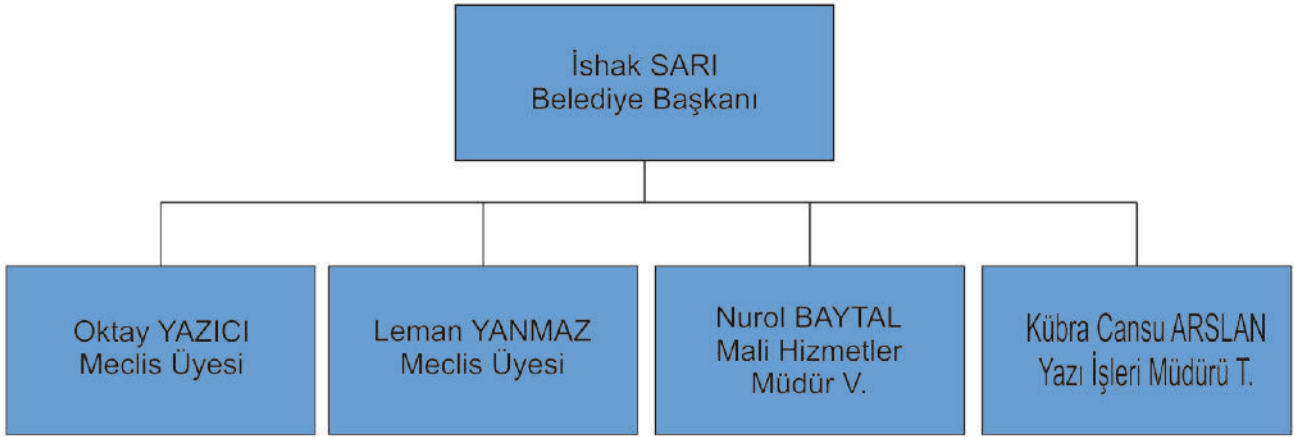 İshak SARI
Belediye Başkanı
Oktay YAZICI
Meclis Üyesi
Leman YANMAZ
Meclis Üyesi
Nurol BAYTAL
Mali Hizmetler
Müdür V.
Kübra Cansu ARSLAN
Yazı İşleri Müdürü T.